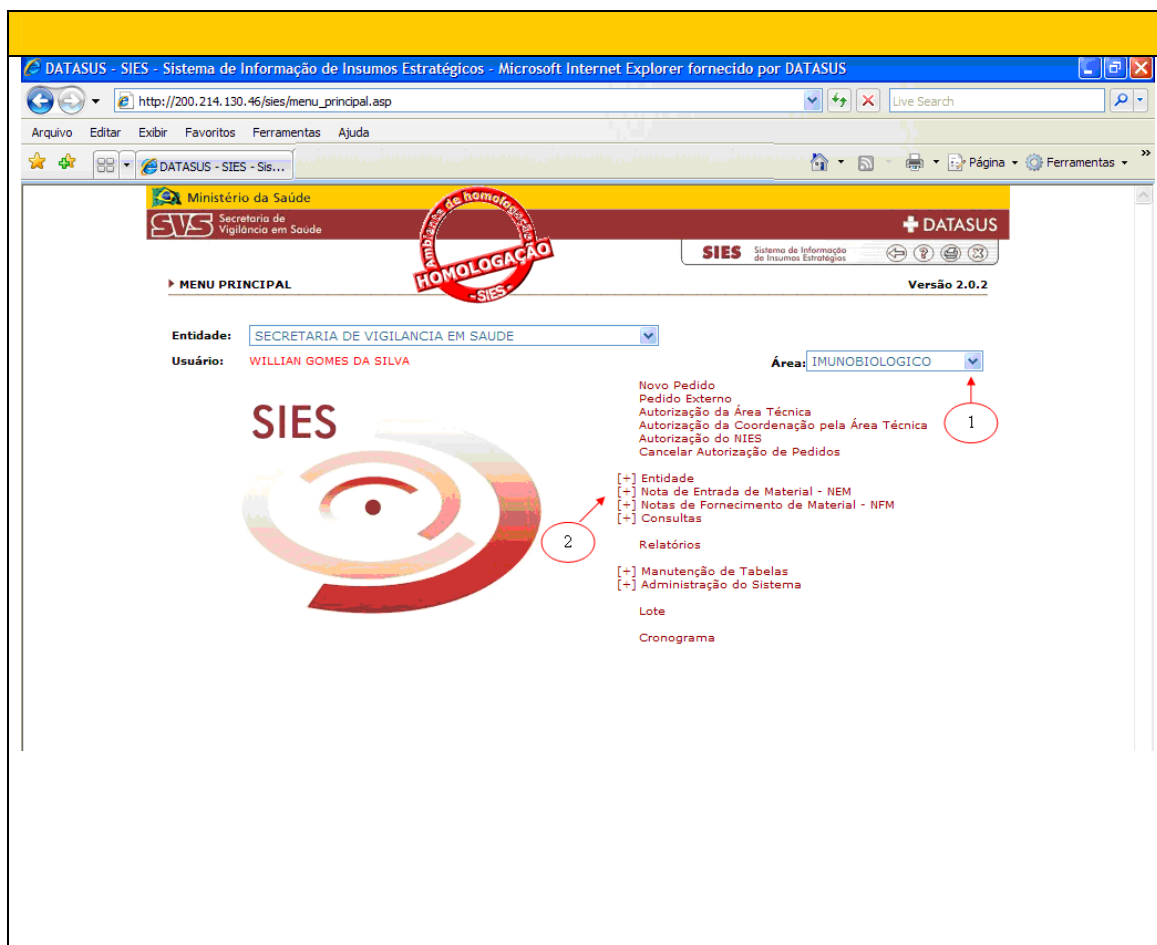 DATASUS - SIES - Sistema de Informação de Insumos Estratégicos - Microsoft Internet Explorer fornecido por DATASUS
http://200.214.130.46/sies/menu_principal.asp
Live Search
Arquivo Editar Exibir Favoritos Ferramentas Ajuda
DATASUS - SIES - Sis...
Página
Ferramentas
»
Ministério da Saúde
SVS Secretaria de Vigilância em Saúde
DATASUS
Ambiente de homologação
HOMOLOGAÇÃO
-SIES-
SIES Sistema de Informação de Insumos Estratégios
MENU PRINCIPAL
Versão 2.0.2
Entidade: SECRETARIA DE VIGILANCIA EM SAUDE
Usuário: WILLIAN GOMES DA SILVA
Área: IMUNOBIOLOGICO
1
SIES
Novo Pedido
Pedido Externo
Autorização da Área Técnica
Autorização da Coordenação pela Área Técnica
Autorização do NIES
Cancelar Autorização de Pedidos
[+] Entidade
[+] Nota de Entrada de Material - NEM
[+] Notas de Fornecimento de Material - NFM
[+] Consultas
2
Relatórios
[+] Manutenção de Tabelas
[+] Administração do Sistema
Lote
Cronograma